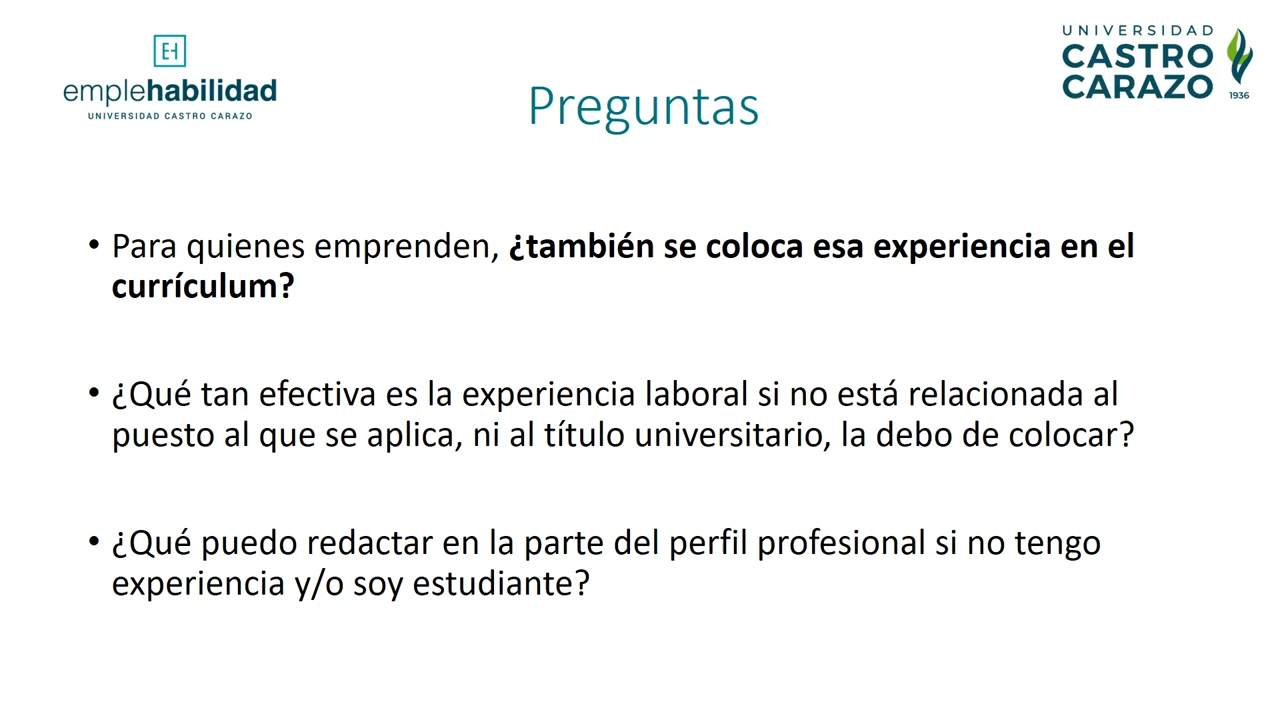 EH
emplehabilidad
UNIVERSIDAD CASTRO CARAZO
UNIVERSIDAD
CASTRO
CARAZO
1936
Preguntas
• Para quienes emprenden, ¿también se coloca esa experiencia en el
currículum?
• ¿Qué tan efectiva es la experiencia laboral si no está relacionada al
puesto al que se aplica, ni al título universitario, la debo de colocar?
• ¿Qué puedo redactar en la parte del perfil profesional si no tengo
experiencia y/o soy estudiante?